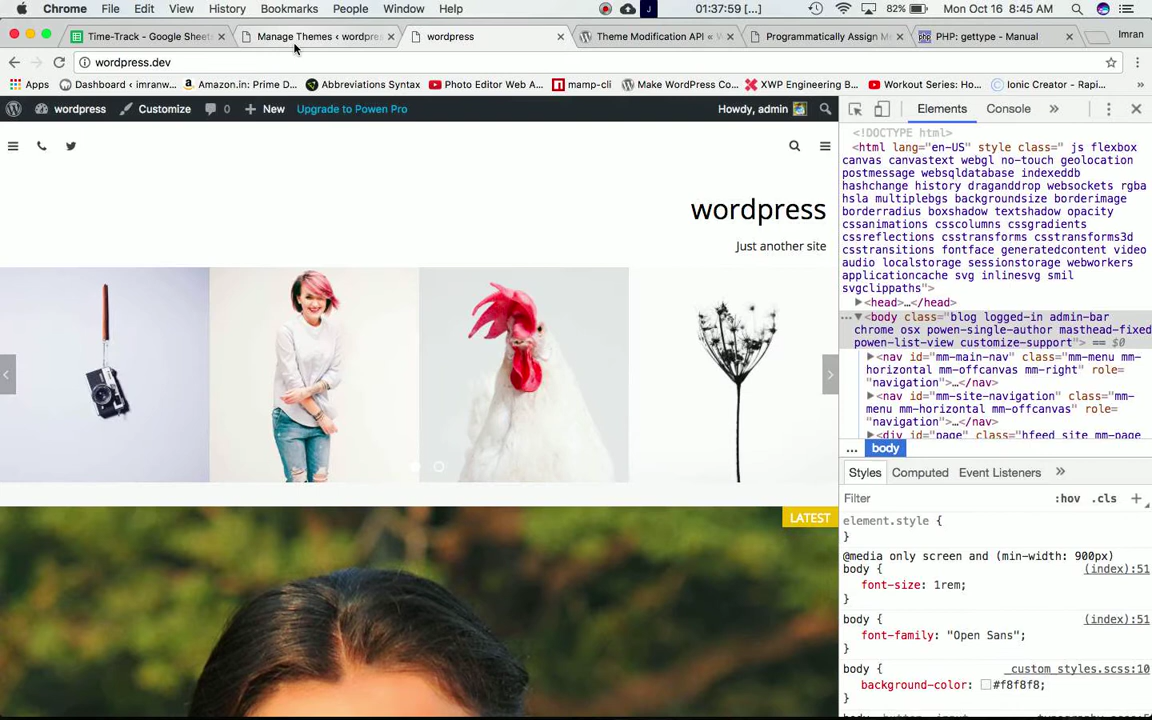 Chrome File Edit View History Bookmarks People Window Help 01:37:59 [...] 82% Mon Oct 16 8:45 AM
Time-Track - Google Sheets Manage Themes ‹ wordpres wordpress Theme Modification API « W Programmatically Assign M PHP: gettype - Manual Imran
wordpress.dev
Apps Dashboard ‹ imranw... Amazon.in: Prime D... Abbreviations Syntax Photo Editor Web A... mamp-cli Make WordPress Co... XWP Engineering B... Workout Series: Ho... Ionic Creator - Rapi...
wordpress Customize 0 New Upgrade to Powen Pro Howdy, admin
Elements Console
wordpress
Just another site
LATEST
<!DOCTYPE html>
<html lang="en-US" style class=" js flexbox
canvas canvastext webgl no-touch geolocation
postmessage websqldatabase indexeddb
hashchange history draganddrop websockets rgba
hsla multiplebgs backgroundsize borderimage
borderradius boxshadow textshadow opacity
cssanimations csscolumns cssgradients
cssreflections csstransforms csstransforms3d
csstransitions fontface generatedcontent video
audio localstorage sessionstorage webworkers
applicationcache svg inlinesvg smil
svgclippaths">
<head>…</head>
<body class="blog logged-in admin-bar
chrome osx powen-single-author masthead-fixed
powen-list-view customize-support"> == $0
<nav id="mm-main-nav" class="mm-menu mm-
horizontal mm-offcanvas mm-right" role=
"navigation">…</nav>
<nav id="mm-site-navigation" class="mm-
menu mm-horizontal mm-offcanvas" role=
"navigation">…</nav>
<div id="page" class="hfeed site mm-page
... body
Styles Computed Event Listeners
Filter :hov .cls +
element.style {
}
@media only screen and (min-width: 900px)
body { (index):51
font-size: 1rem;
}
body { (index):51
font-family: "Open Sans";
}
body { _custom_styles.scss:10
background-color: #f8f8f8;
}